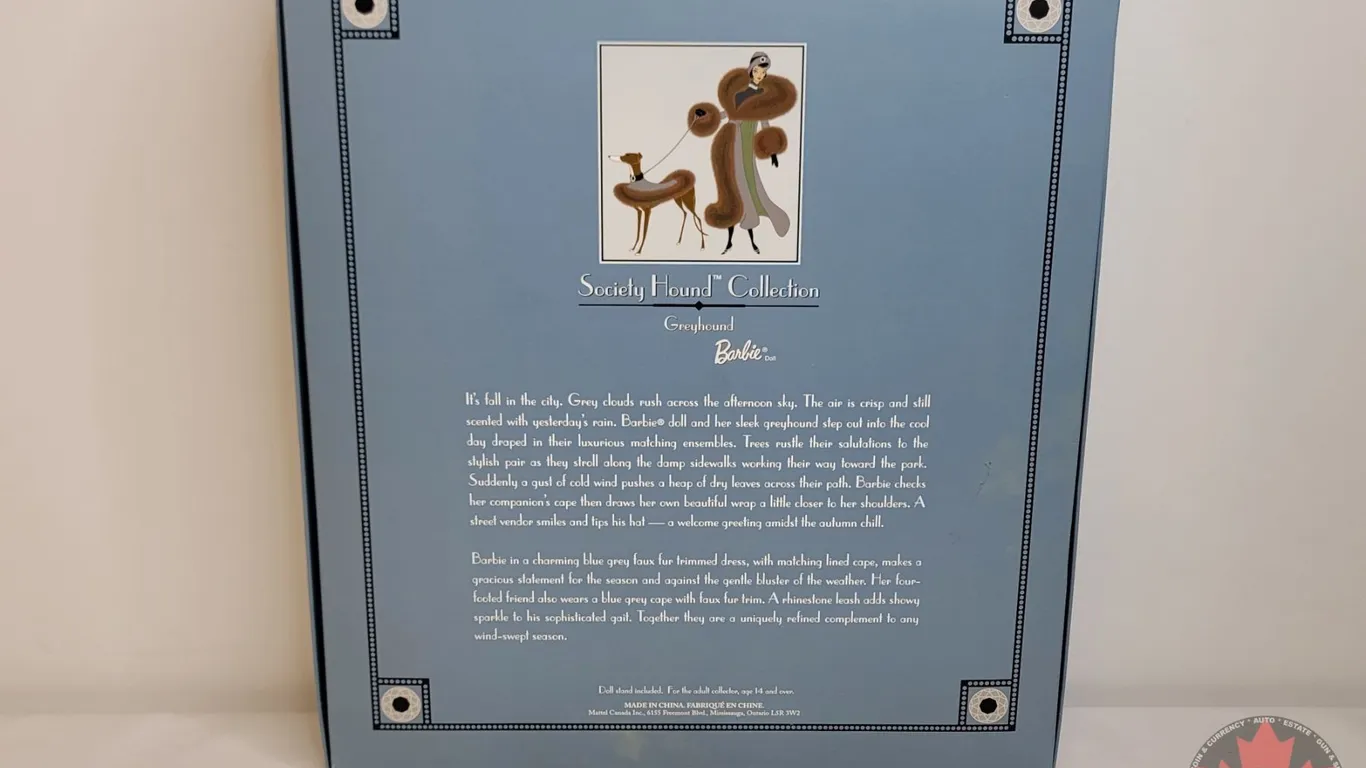 Society Hound™ Collection
Greyhound
Barbie® Doll
It's fall in the city. Grey clouds rush across the afternoon sky. The air is crisp and still
scented with yesterday's rain. Barbie® doll and her sleek greyhound step out into the cool
day draped in their luxurious matching ensembles. Trees rustle their salutations to the
stylish pair as they stroll along the damp sidewalks working their way toward the park.
Suddenly a gust of cold wind pushes a heap of dry leaves across their path. Barbie checks
her companion's cape then draws her own beautiful wrap a little closer to her shoulders. A
street vendor smiles and tips his hat — a welcome greeting amidst the autumn chill.
Barbie in a charming blue grey faux fur trimmed dress, with matching lined cape, makes a
gracious statement for the season and against the gentle bluster of the weather. Her four-
footed friend also wears a blue grey cape with faux fur trim. A rhinestone leash adds showy
sparkle to his sophisticated gait. Together they are a uniquely refined complement to any
wind-swept season.
Doll stand included. For the adult collector, age 14 and over.
MADE IN CHINA. FABRIQUÉ EN CHINE.
Mattel Canada Inc., 6155 Freemont Blvd., Mississauga, Ontario L5R 3W2
COIN & CURRENCY • AUTO • ESTATE • GUN &